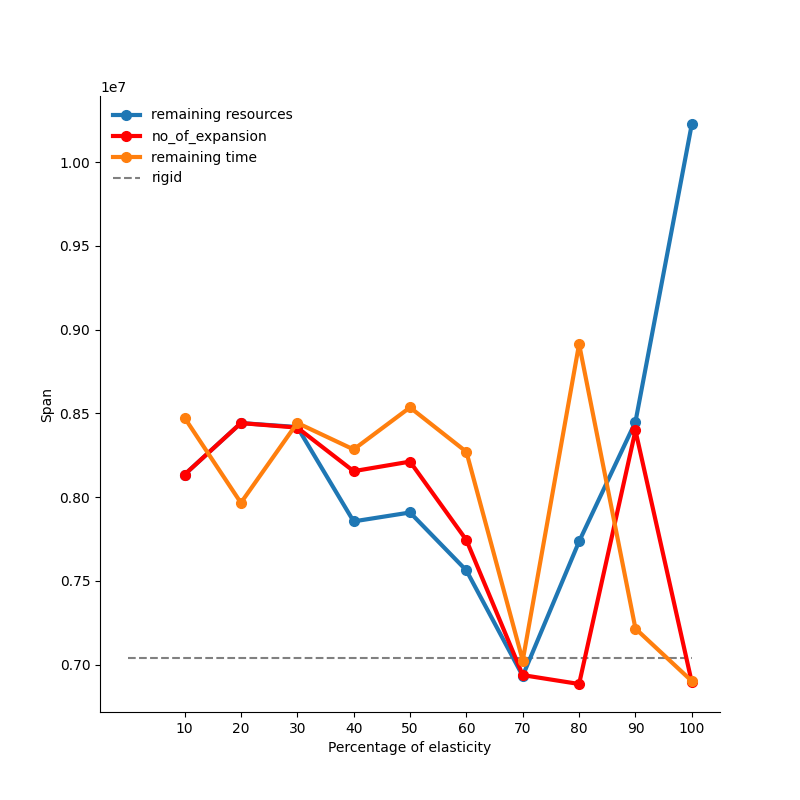 1e7
remaining resources
no_of_expansion
remaining time
rigid
1.00
0.95
0.90
0.85
0.80
0.75
0.70
Span
10 20 30 40 50 60 70 80 90 100
Percentage of elasticity